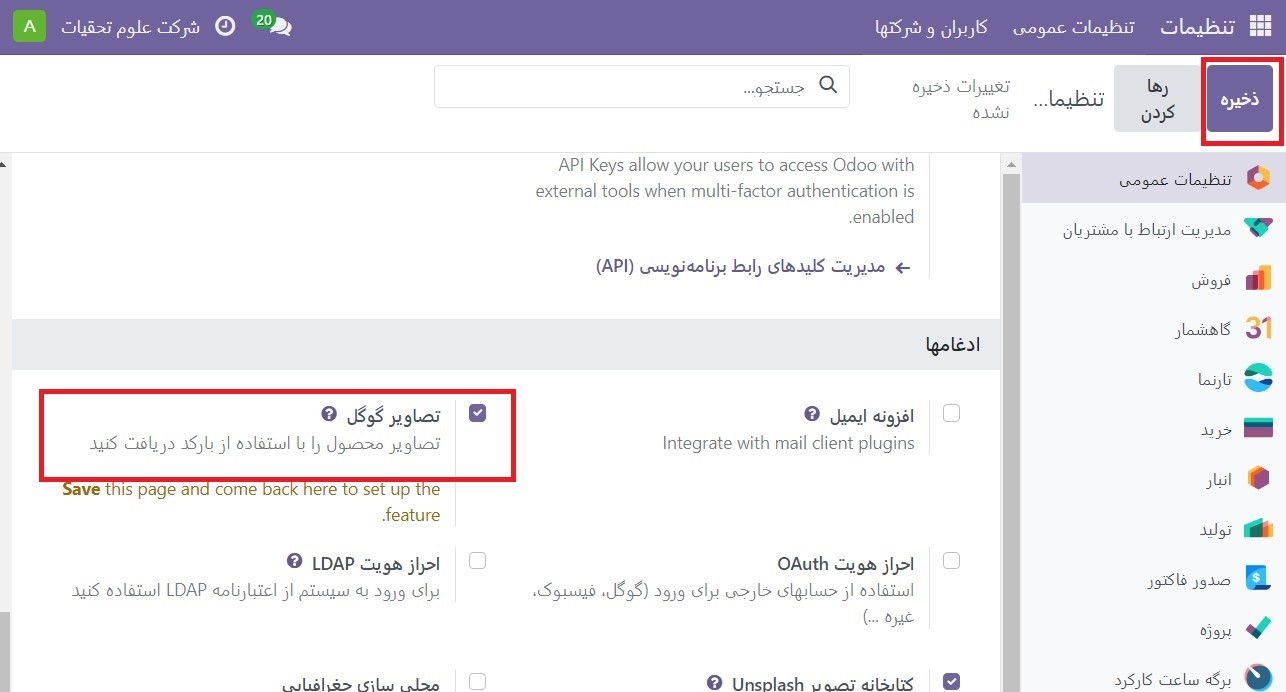 تنظیمات
تنظیمات عمومی
کاربران و شرکتها
20
شرکت علوم تحقیات
A
ذخیره
رها
کردن
تنظیما...
تغییرات ذخیره
نشده
جستجو...
تنظیمات عمومی
مدیریت ارتباط با مشتریان
فروش
31
گاهشمار
تارنما
خرید
انبار
تولید
صدور فاکتور
پروژه
برگه ساعت کارکرد
API Keys allow your users to access Odoo with
external tools when multi-factor authentication is
.enabled
مدیریت کلیدهای رابط برنامه‌نویسی (API)
ادغامها
افزونه ایمیل
Integrate with mail client plugins
تصاویر گوگل
تصاویر محصول را با استفاده از بارکد دریافت کنید
Save this page and come back here to set up the
.feature
احراز هویت OAuth
استفاده از حسابهای خارجی برای ورود (گوگل، فیسبوک،
غیره ...)
احراز هویت LDAP
برای ورود به سیستم از اعتبارنامه LDAP استفاده کنید
کتابخانه تصویر Unsplash
محلی سازی جغرافیایی